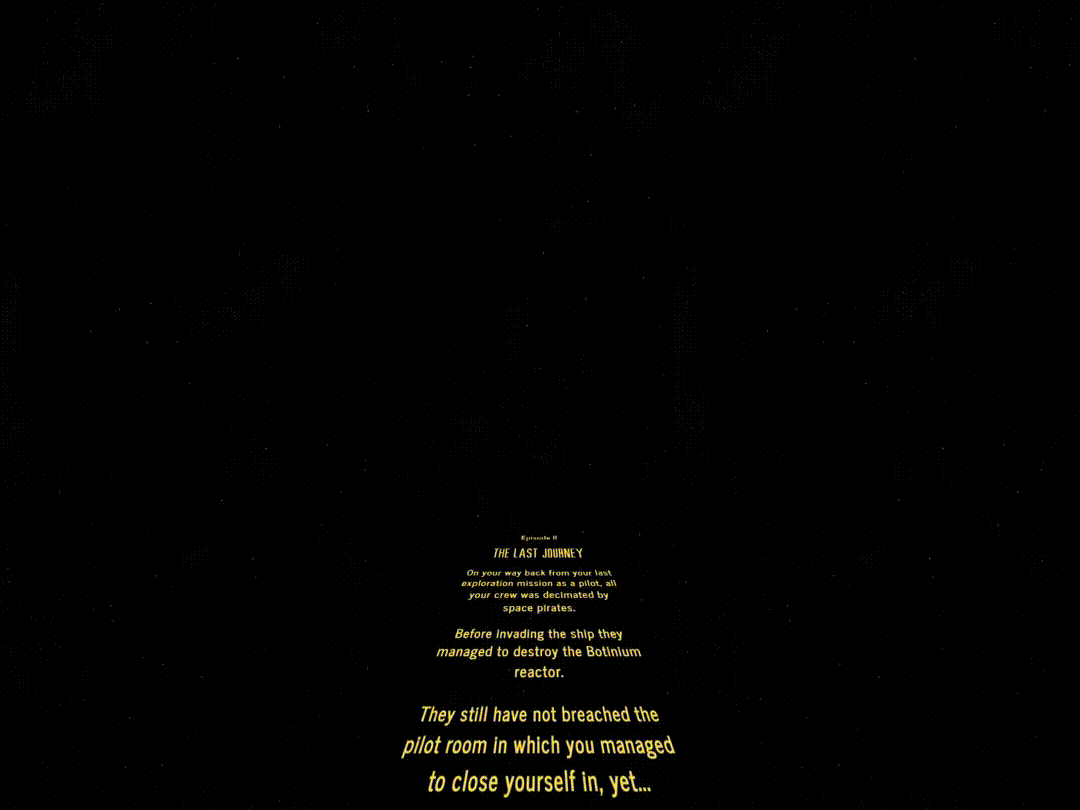 Episode II
THE LAST JOURNEY
On your way back from your last
exploration mission as a pilot, all
your crew was decimated by
space pirates.
Before invading the ship they
managed to destroy the Botinium
reactor.
They still have not breached the
pilot room in which you managed
to close yourself in, yet...